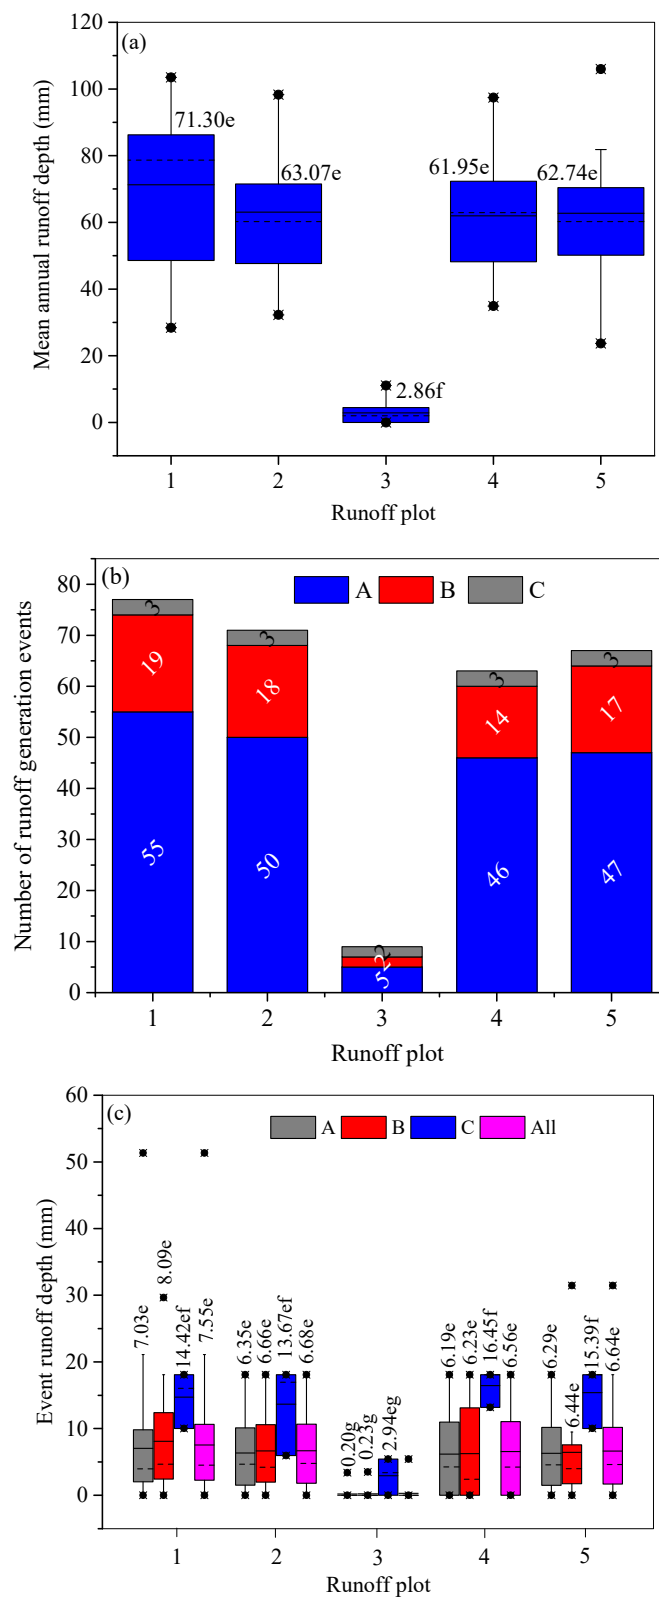 (a)
120
100
80
60
40
20
0
Mean annual runoff depth (mm)
71.30e
63.07e
2.86f
61.95e
62.74e
1 2 3 4 5
Runoff plot
(b)
A B C
80
70
60
50
40
30
20
10
0
Number of runoff generation events
3 3 2 3 3
19 18 2 14 17
55 50 5 46 47
1 2 3 4 5
Runoff plot
(c)
A B C All
60
50
40
30
20
10
0
Event runoff depth (mm)
7.03e
8.09e
14.42ef
7.55e
6.35e
6.66e
13.67ef
6.68e
0.20g
0.23g
2.94eg
6.19e
6.23e
16.45f
6.56e
6.29e
6.44e
15.39f
6.64e
1 2 3 4 5
Runoff plot